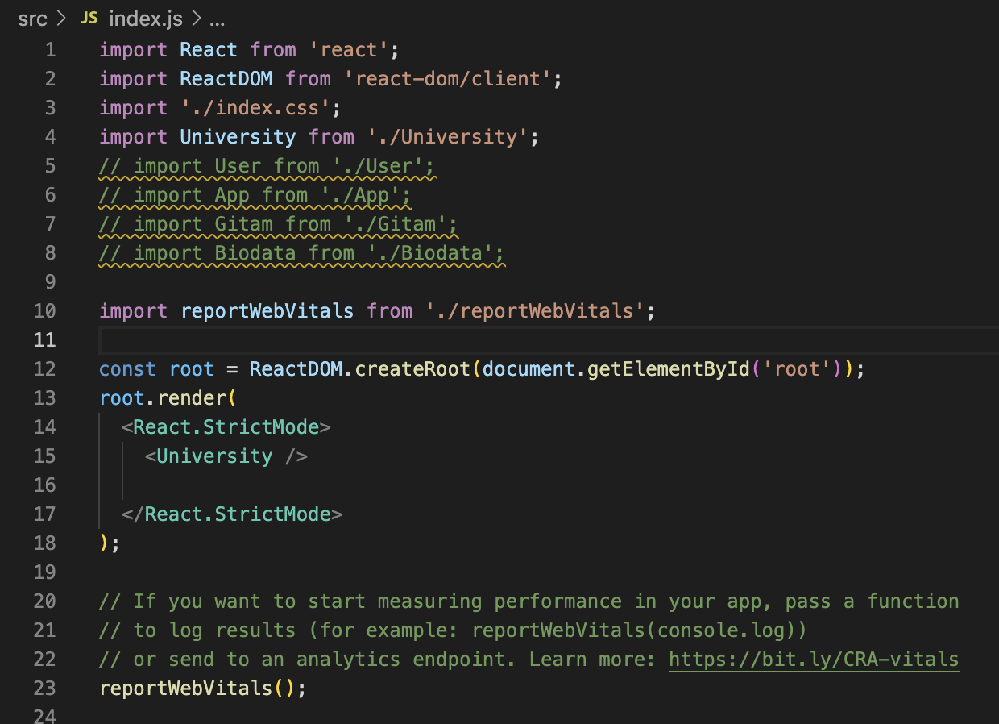 src > JS index.js > ...
1 import React from 'react';
2 import ReactDOM from 'react-dom/client';
3 import './index.css';
4 import University from './University';
5 // import User from './User';
6 // import App from './App';
7 // import Gitam from './Gitam';
8 // import Biodata from './Biodata';
9
10 import reportWebVitals from './reportWebVitals';
11
12 const root = ReactDOM.createRoot(document.getElementById('root'));
13 root.render(
14   <React.StrictMode>
15     <University />
16
17   </React.StrictMode>
18 );
19
20 // If you want to start measuring performance in your app, pass a function
21 // to log results (for example: reportWebVitals(console.log))
22 // or send to an analytics endpoint. Learn more: https://bit.ly/CRA-vitals
23 reportWebVitals();
24